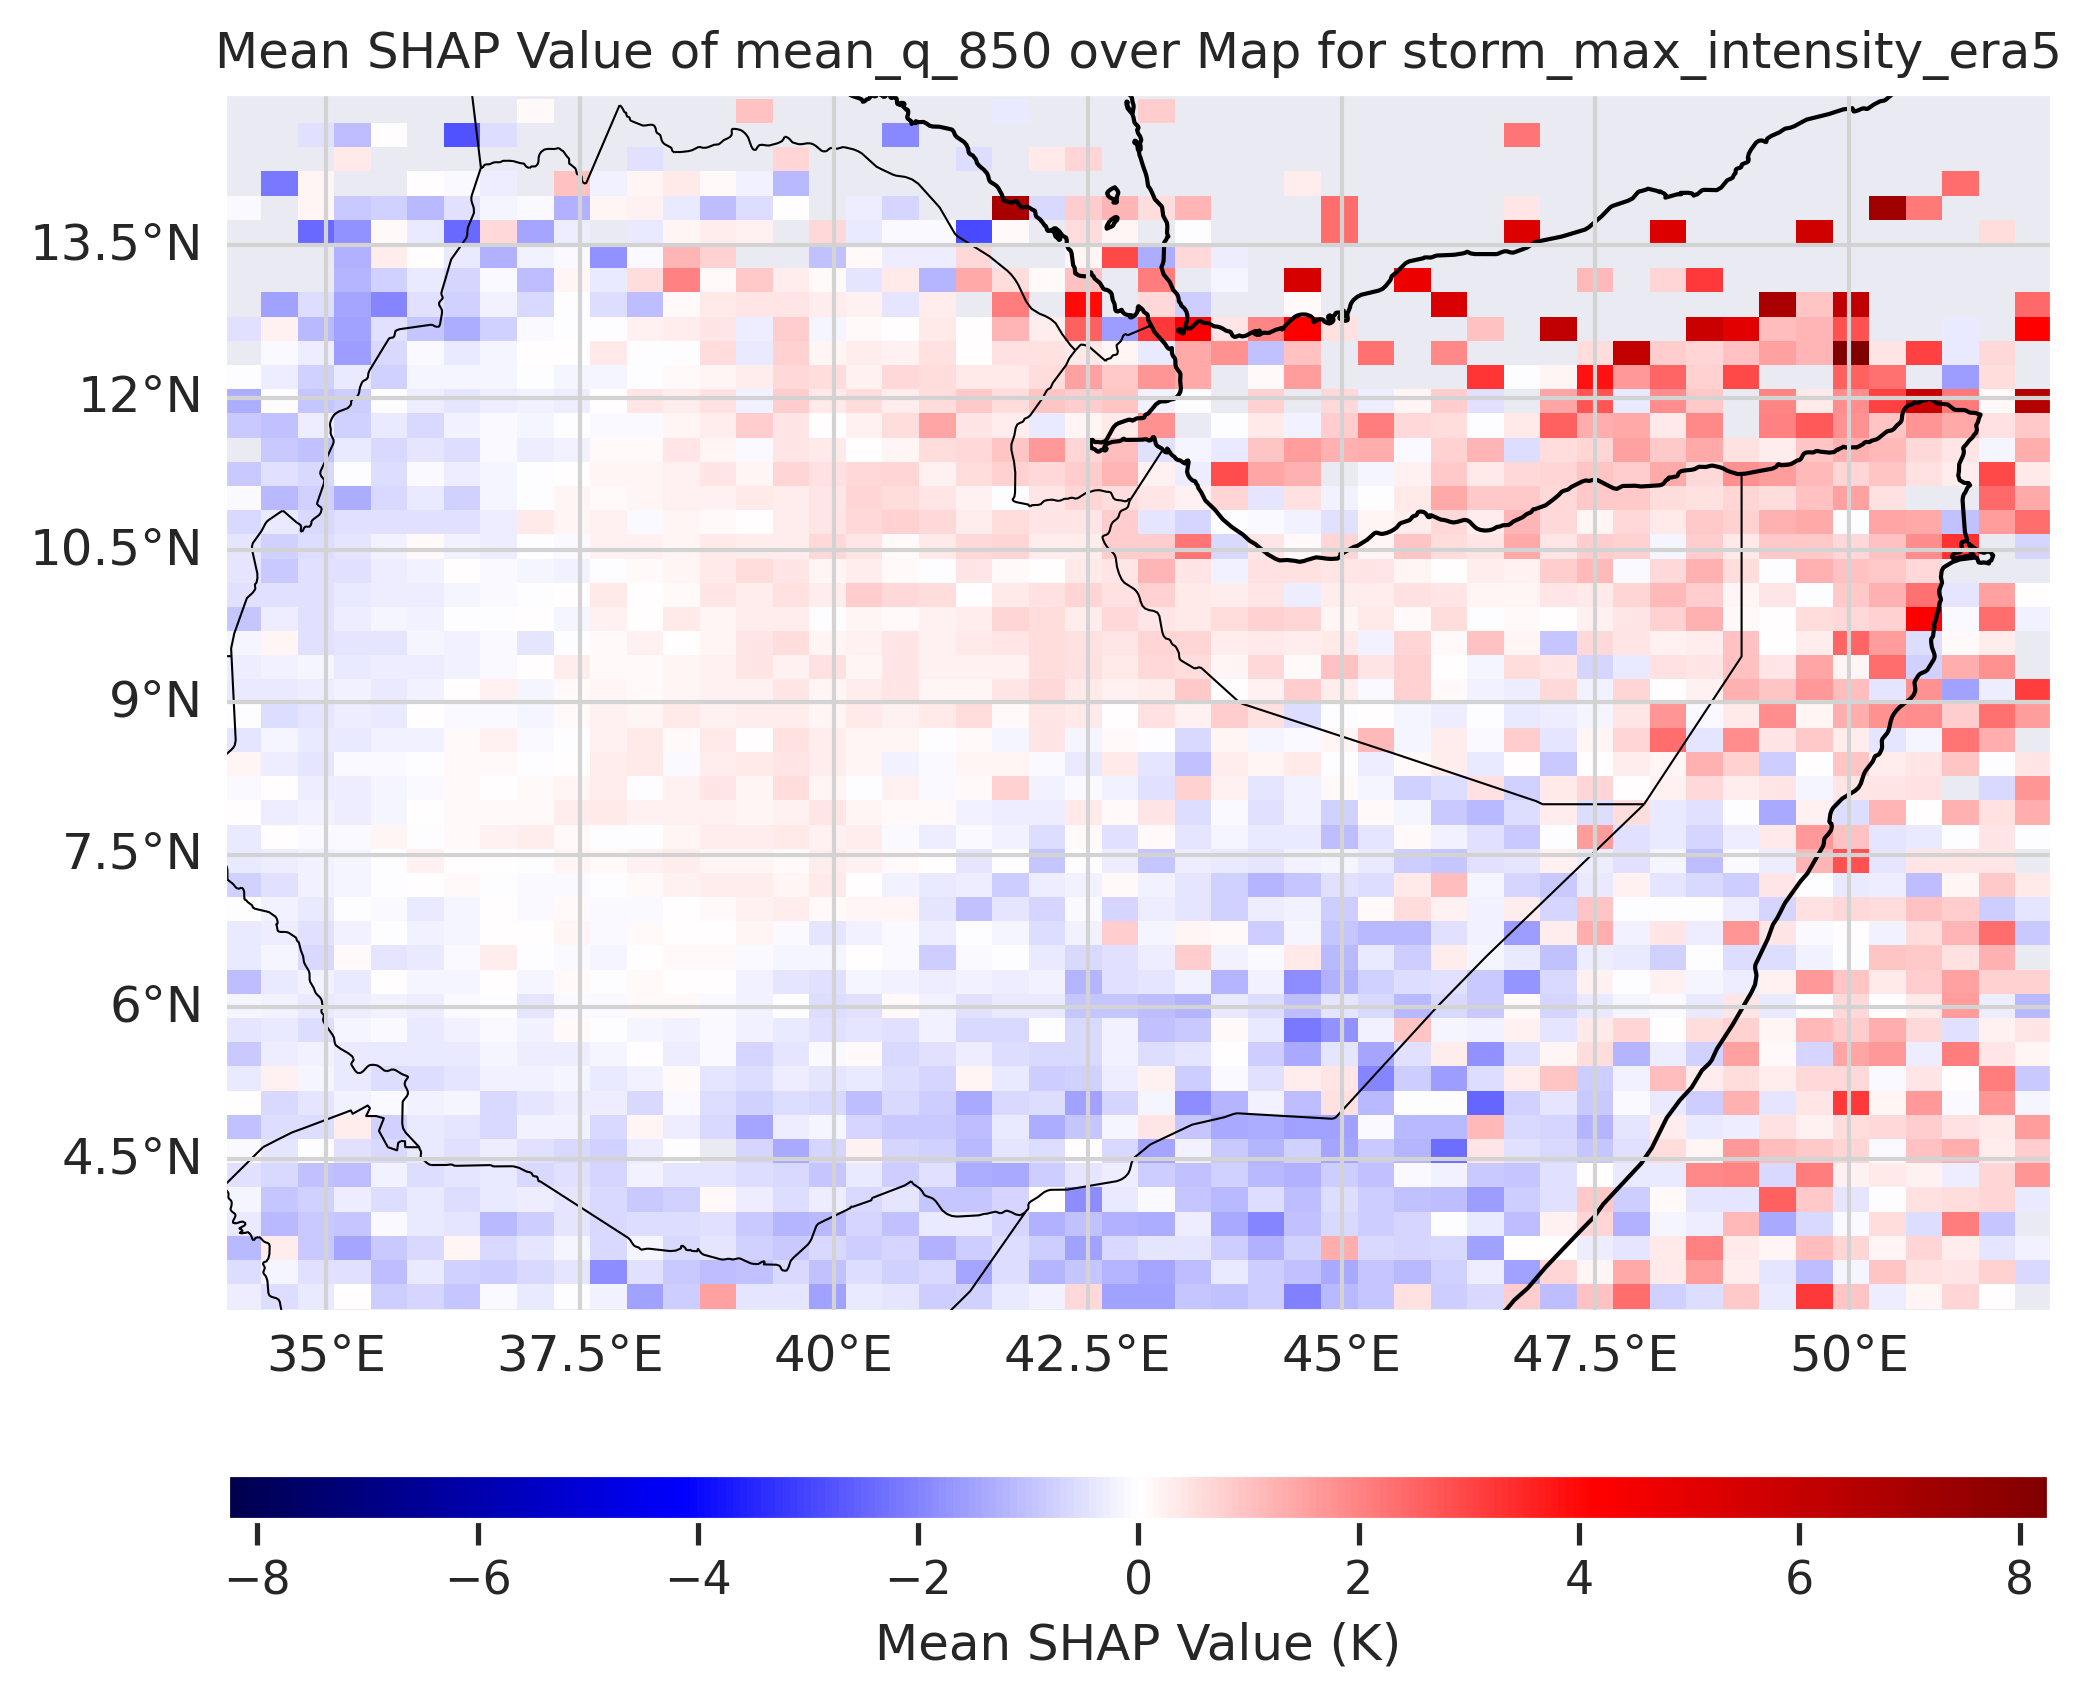 Mean SHAP Value of mean_q_850 over Map for storm_max_intensity_era5
13.5°N
12°N
10.5°N
9°N
7.5°N
6°N
4.5°N
35°E 37.5°E 40°E 42.5°E 45°E 47.5°E 50°E
−8 −6 −4 −2 0 2 4 6 8
Mean SHAP Value (K)